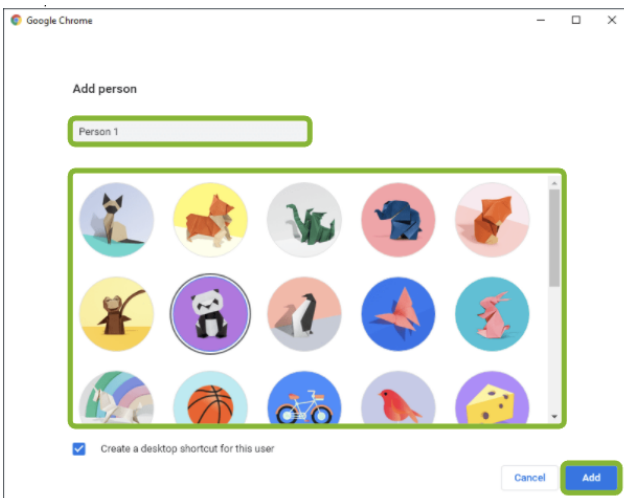 Google Chrome
Add person
Person 1
Create a desktop shortcut for this user
Cancel
Add